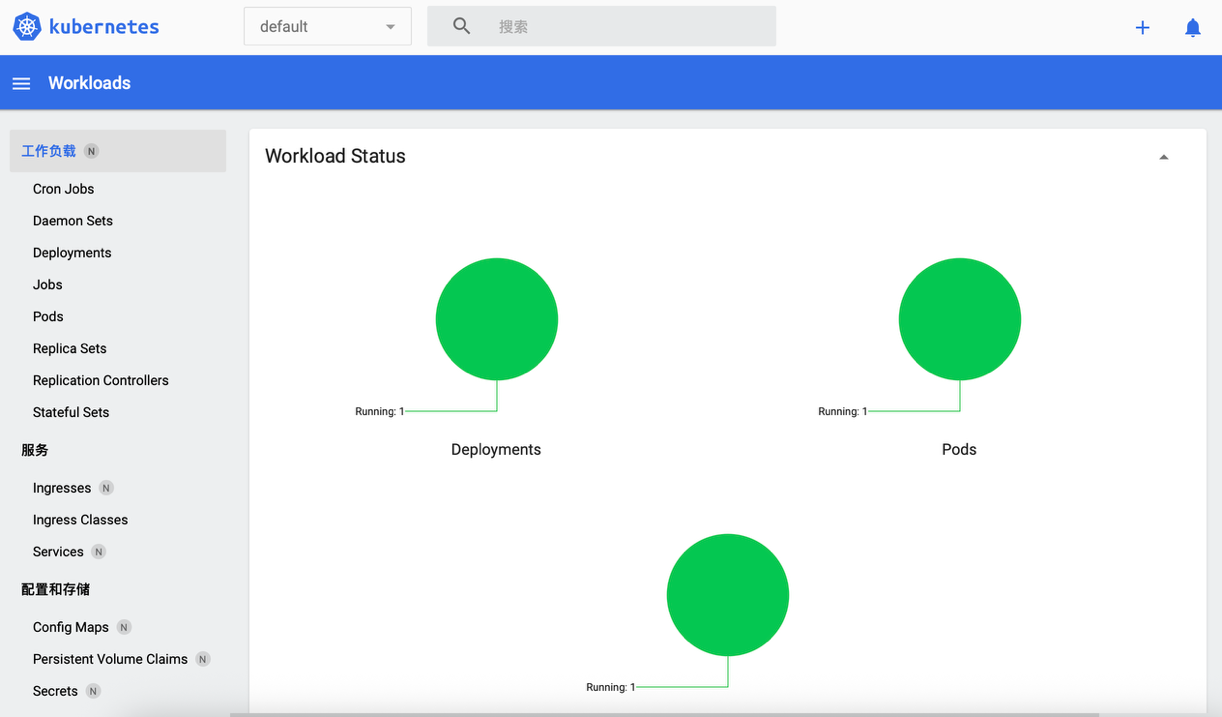 kubernetes
default
搜索
Workloads
工作负载 N
Cron Jobs
Daemon Sets
Deployments
Jobs
Pods
Replica Sets
Replication Controllers
Stateful Sets
服务
Ingresses N
Ingress Classes
Services N
配置和存储
Config Maps N
Persistent Volume Claims N
Secrets N
Workload Status
Running: 1
Deployments
Running: 1
Pods
Running: 1